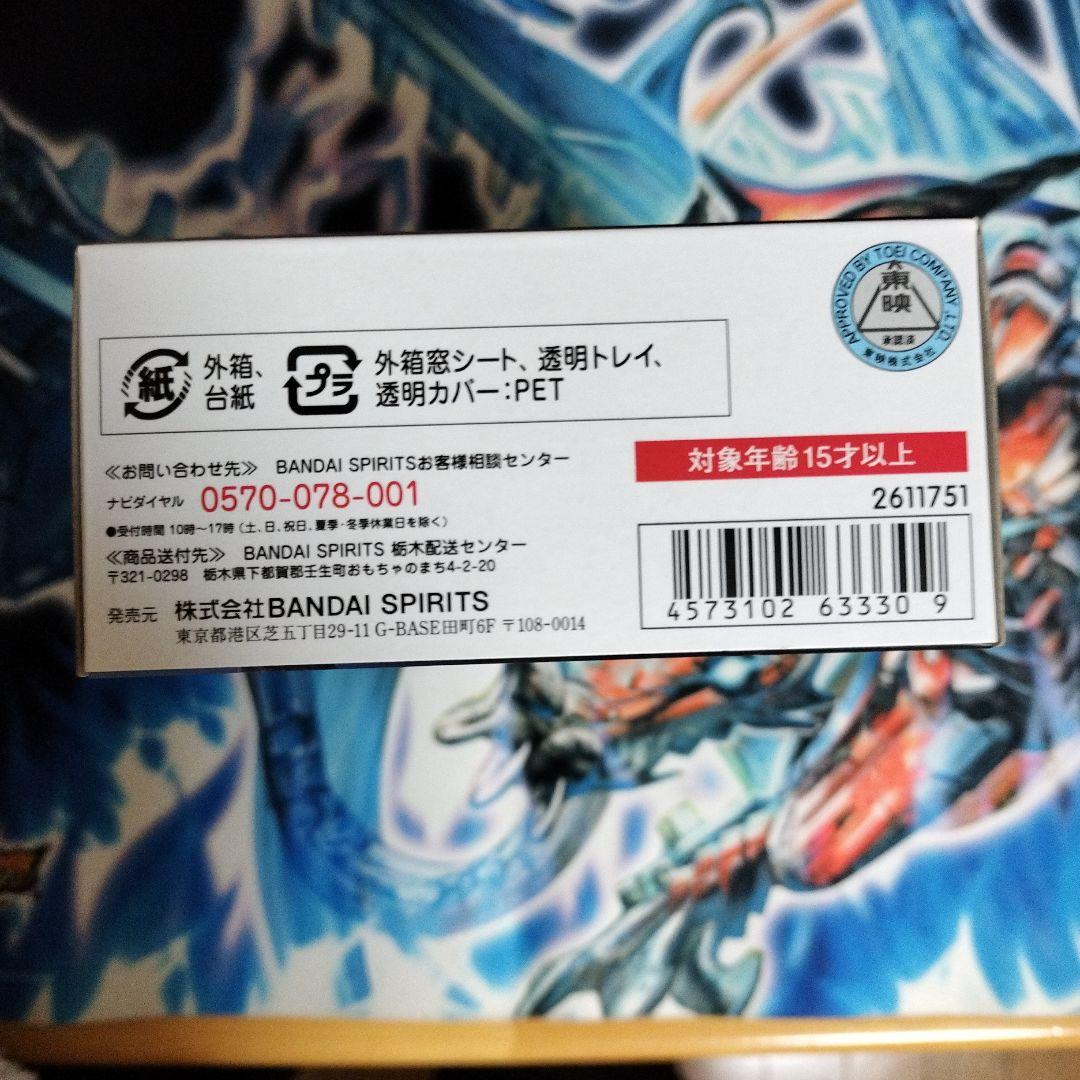 APPROVED BY TOEI COMPANY, LTD.
東映
承認済
東映株式会社
紙 外箱、
台紙
プラ 外箱窓シート、透明トレイ、
透明カバー:PET
≪お問い合わせ先≫ BANDAI SPIRITSお客様相談センター
ナビダイヤル 0570-078-001
●受付時間 10時〜17時(土、日、祝日、夏季・冬季休業日を除く)
≪商品送付先≫ BANDAI SPIRITS 栃木配送センター
〒321-0298 栃木県下都賀郡壬生町おもちゃのまち4-2-20
発売元 株式会社BANDAI SPIRITS
東京都港区芝五丁目29-11 G-BASE田町6F 〒108-0014
対象年齢15才以上
2611751
4573102 63330 9